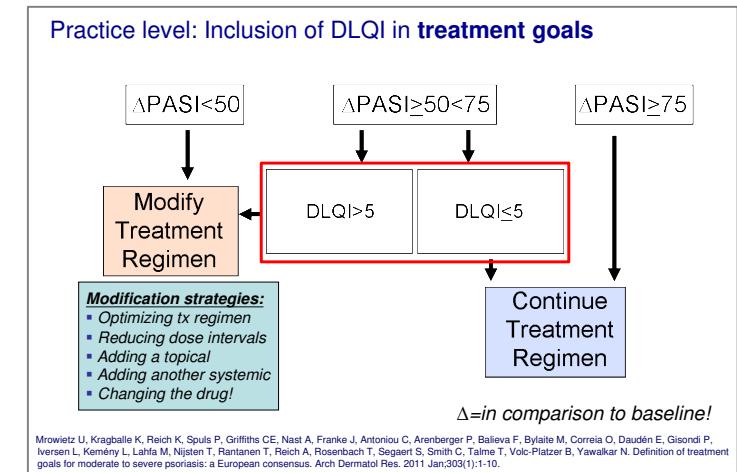 Practice level: Inclusion of DLQI in treatment goals
ΔPASI<50
ΔPASI≥50<75
ΔPASI≥75
Modify
Treatment
Regimen
DLQI>5
DLQI≤5
Modification strategies:
▪ Optimizing tx regimen
▪ Reducing dose intervals
▪ Adding a topical
▪ Adding another systemic
▪ Changing the drug!
Continue
Treatment
Regimen
Δ=in comparison to baseline!
Mrowietz U, Kragballe K, Reich K, Spuls P, Griffiths CE, Nast A, Franke J, Antoniou C, Arenberger P, Balieva F, Bylaite M, Correia O, Daudén E, Gisondi P,
Iversen L, Kemény L, Lahfa M, Nijsten T, Rantanen T, Reich A, Rosenbach T, Segaert S, Smith C, Talme T, Volc-Platzer B, Yawalkar N. Definition of treatment
goals for moderate to severe psoriasis: a European consensus. Arch Dermatol Res. 2011 Jan;303(1):1-10.